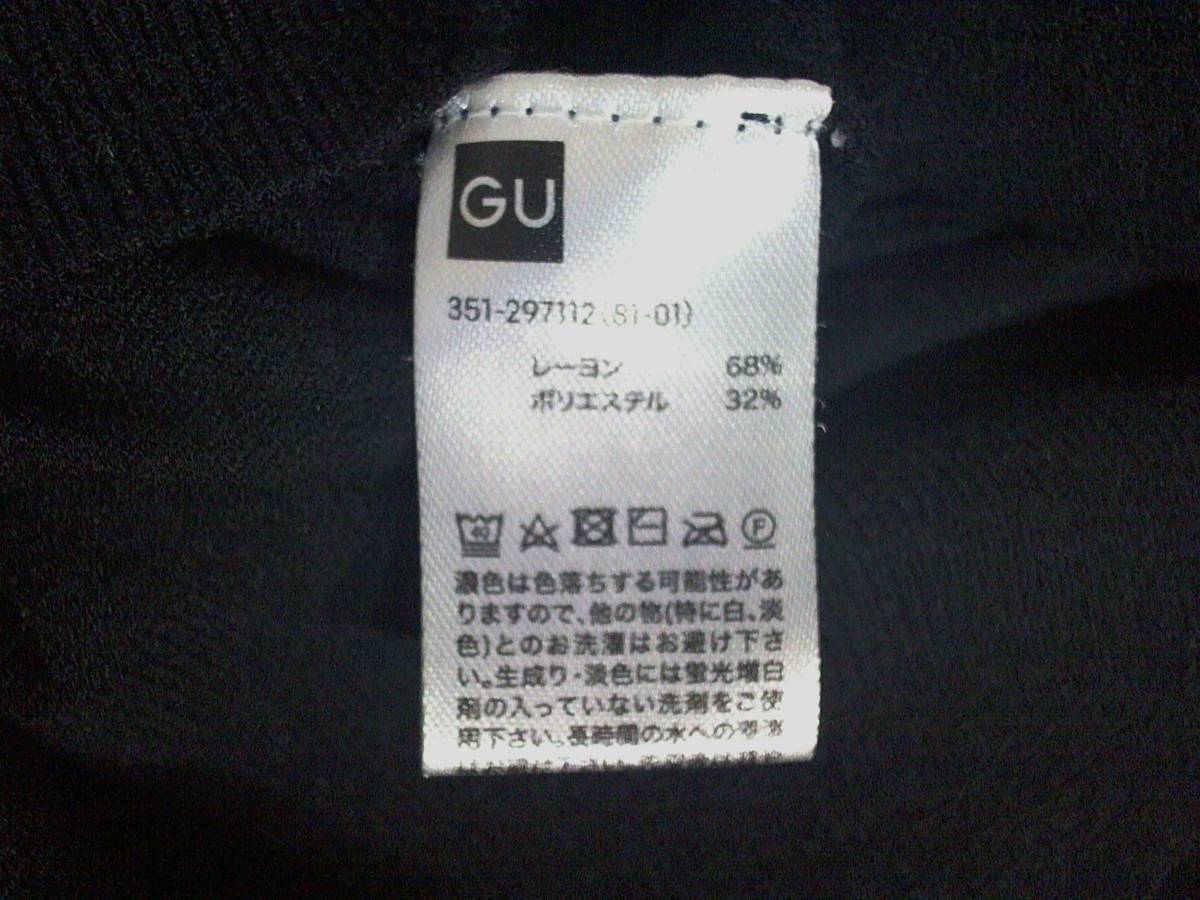 GU
351-297112(81-01)
レーヨン 68%
ポリエステル 32%
40
F
濃色は色落ちする可能性があ
りますので、他の物(特に白、淡
色)とのお洗濯はお避け下さ
い。生成り・淡色には蛍光増白
剤の入っていない洗剤をご使
用下さい。長時間の水への